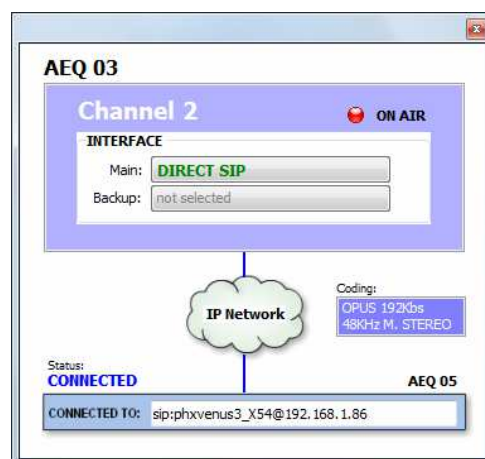 AEQ 03
Channel 2
ON AIR
INTERFACE
Main: DIRECT SIP
Backup: not selected
IP Network
Coding:
OPUS 192Kbs
48KHz M. STEREO
Status:
CONNECTED
AEQ 05
CONNECTED TO: sip:phxvenus3_X54@192.168.1.86